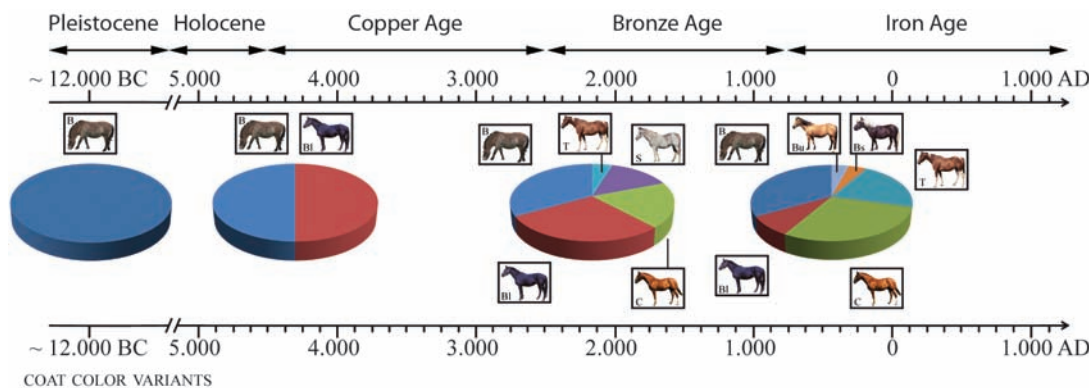 Pleistocene Holocene Copper Age Bronze Age Iron Age
~ 12.000 BC 5.000 4.000 3.000 2.000 1.000 0 1.000 AD
B B Bl B T S B Bu Bs T
Bl C Bl C
~ 12.000 BC 5.000 4.000 3.000 2.000 1.000 0 1.000 AD
COAT COLOR VARIANTS